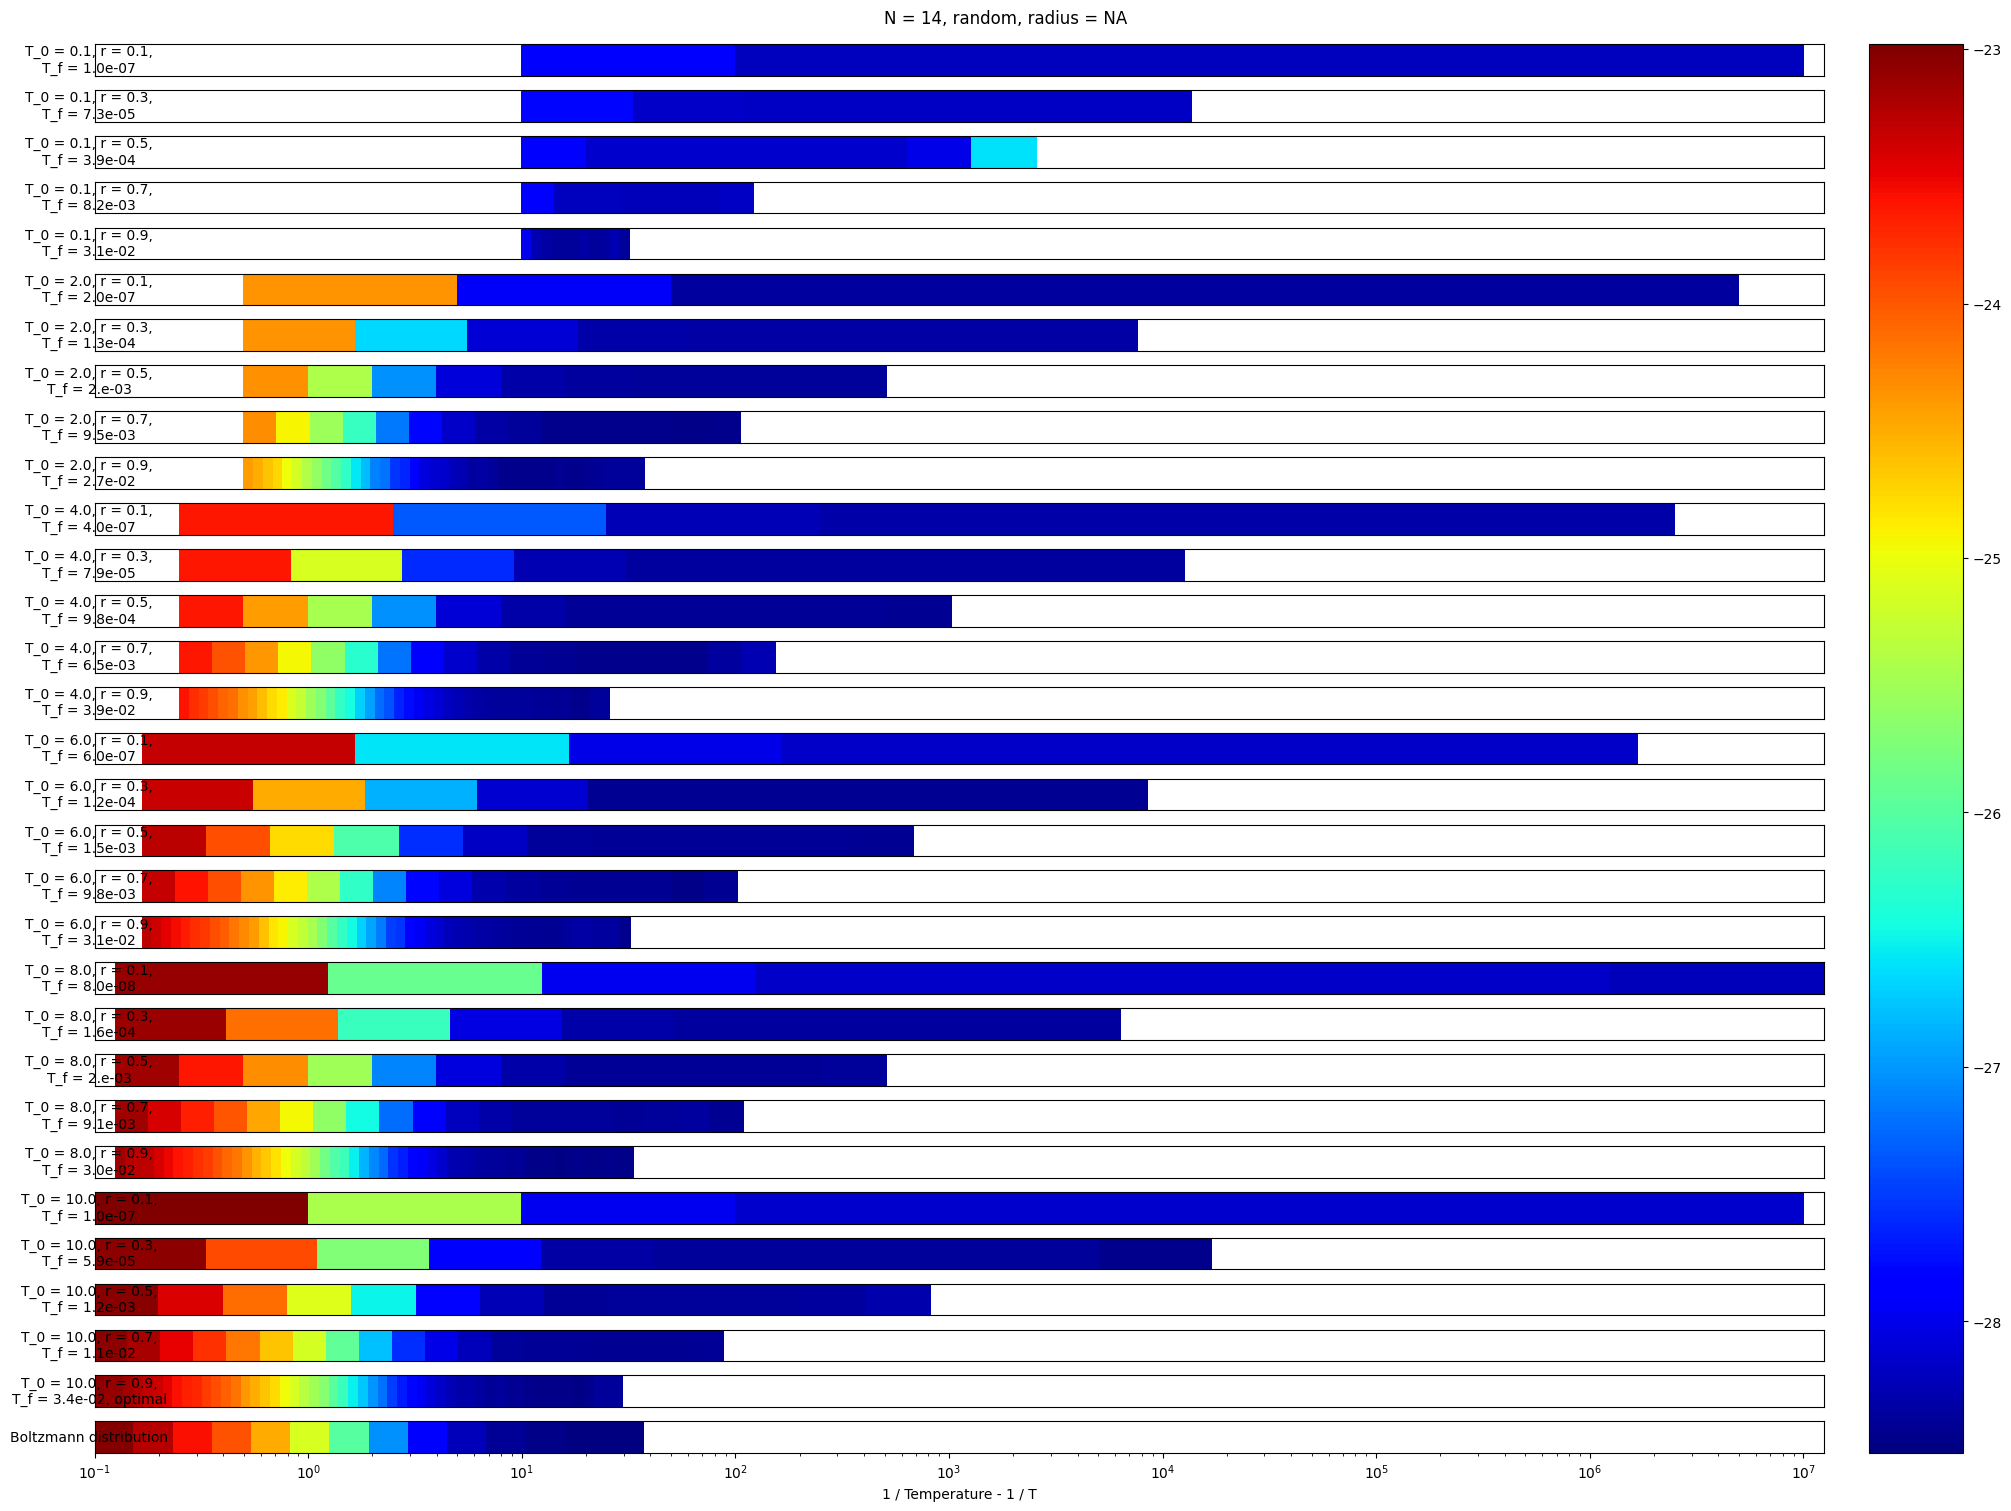 N = 14, random, radius = NA
T_0 = 0.1, r = 0.1,
T_f = 1.0e-07
T_0 = 0.1, r = 0.3,
T_f = 7.3e-05
T_0 = 0.1, r = 0.5,
T_f = 3.9e-04
T_0 = 0.1, r = 0.7,
T_f = 8.2e-03
T_0 = 0.1, r = 0.9,
T_f = 3.1e-02
T_0 = 2.0, r = 0.1,
T_f = 2.0e-07
T_0 = 2.0, r = 0.3,
T_f = 1.3e-04
T_0 = 2.0, r = 0.5,
T_f = 2.e-03
T_0 = 2.0, r = 0.7,
T_f = 9.5e-03
T_0 = 2.0, r = 0.9,
T_f = 2.7e-02
T_0 = 4.0, r = 0.1,
T_f = 4.0e-07
T_0 = 4.0, r = 0.3,
T_f = 7.9e-05
T_0 = 4.0, r = 0.5,
T_f = 9.8e-04
T_0 = 4.0, r = 0.7,
T_f = 6.5e-03
T_0 = 4.0, r = 0.9,
T_f = 3.9e-02
T_0 = 6.0, r = 0.1,
T_f = 6.0e-07
T_0 = 6.0, r = 0.3,
T_f = 1.2e-04
T_0 = 6.0, r = 0.5,
T_f = 1.5e-03
T_0 = 6.0, r = 0.7,
T_f = 9.8e-03
T_0 = 6.0, r = 0.9,
T_f = 3.1e-02
T_0 = 8.0, r = 0.1,
T_f = 8.0e-08
T_0 = 8.0, r = 0.3,
T_f = 1.6e-04
T_0 = 8.0, r = 0.5,
T_f = 2.e-03
T_0 = 8.0, r = 0.7,
T_f = 9.1e-03
T_0 = 8.0, r = 0.9,
T_f = 3.0e-02
T_0 = 10.0, r = 0.1,
T_f = 1.0e-07
T_0 = 10.0, r = 0.3,
T_f = 5.9e-05
T_0 = 10.0, r = 0.5,
T_f = 1.2e-03
T_0 = 10.0, r = 0.7,
T_f = 1.1e-02
T_0 = 10.0, r = 0.9,
T_f = 3.4e-02, optimal
Boltzmann distribution
10⁻¹ 10⁰ 10¹ 10² 10³ 10⁴ 10⁵ 10⁶ 10⁷
1 / Temperature - 1 / T
−23
−24
−25
−26
−27
−28